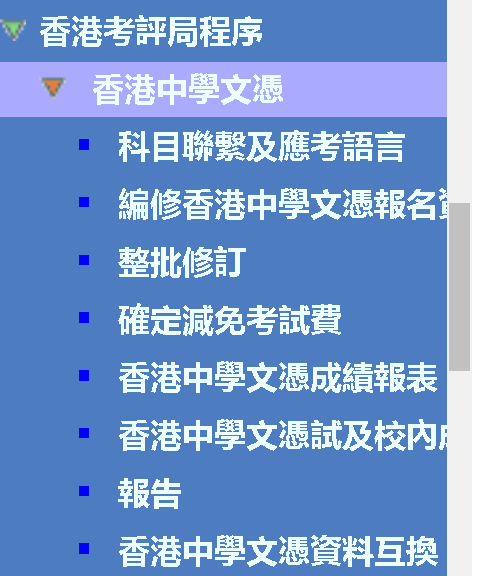 香港考評局程序
香港中學文憑
科目聯繫及應考語言
編修香港中學文憑報名
整批修訂
確定減免考試費
香港中學文憑成績報表
香港中學文憑試及校內
報告
香港中學文憑資料互換